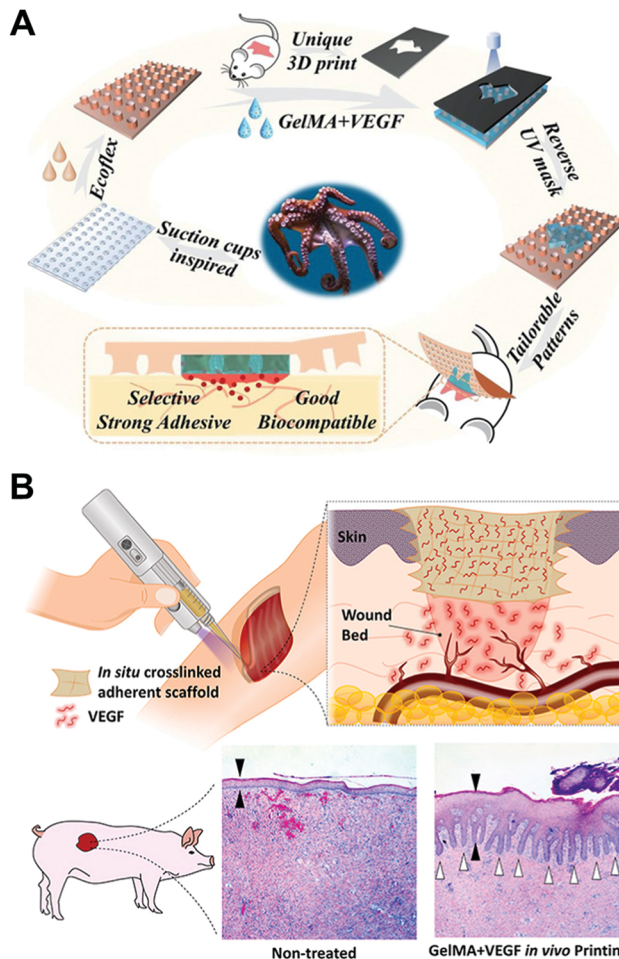 A
Unique
3D print
GelMA+VEGF
Reverse
UV mask
Ecoflex
Suction cups
inspired
Tailorable
Patterns
Selective
Strong Adhesive
Good
Biocompatible
B
Skin
Wound
Bed
In situ crosslinked
adherent scaffold
VEGF
Non-treated
GelMA+VEGF in vivo Printin